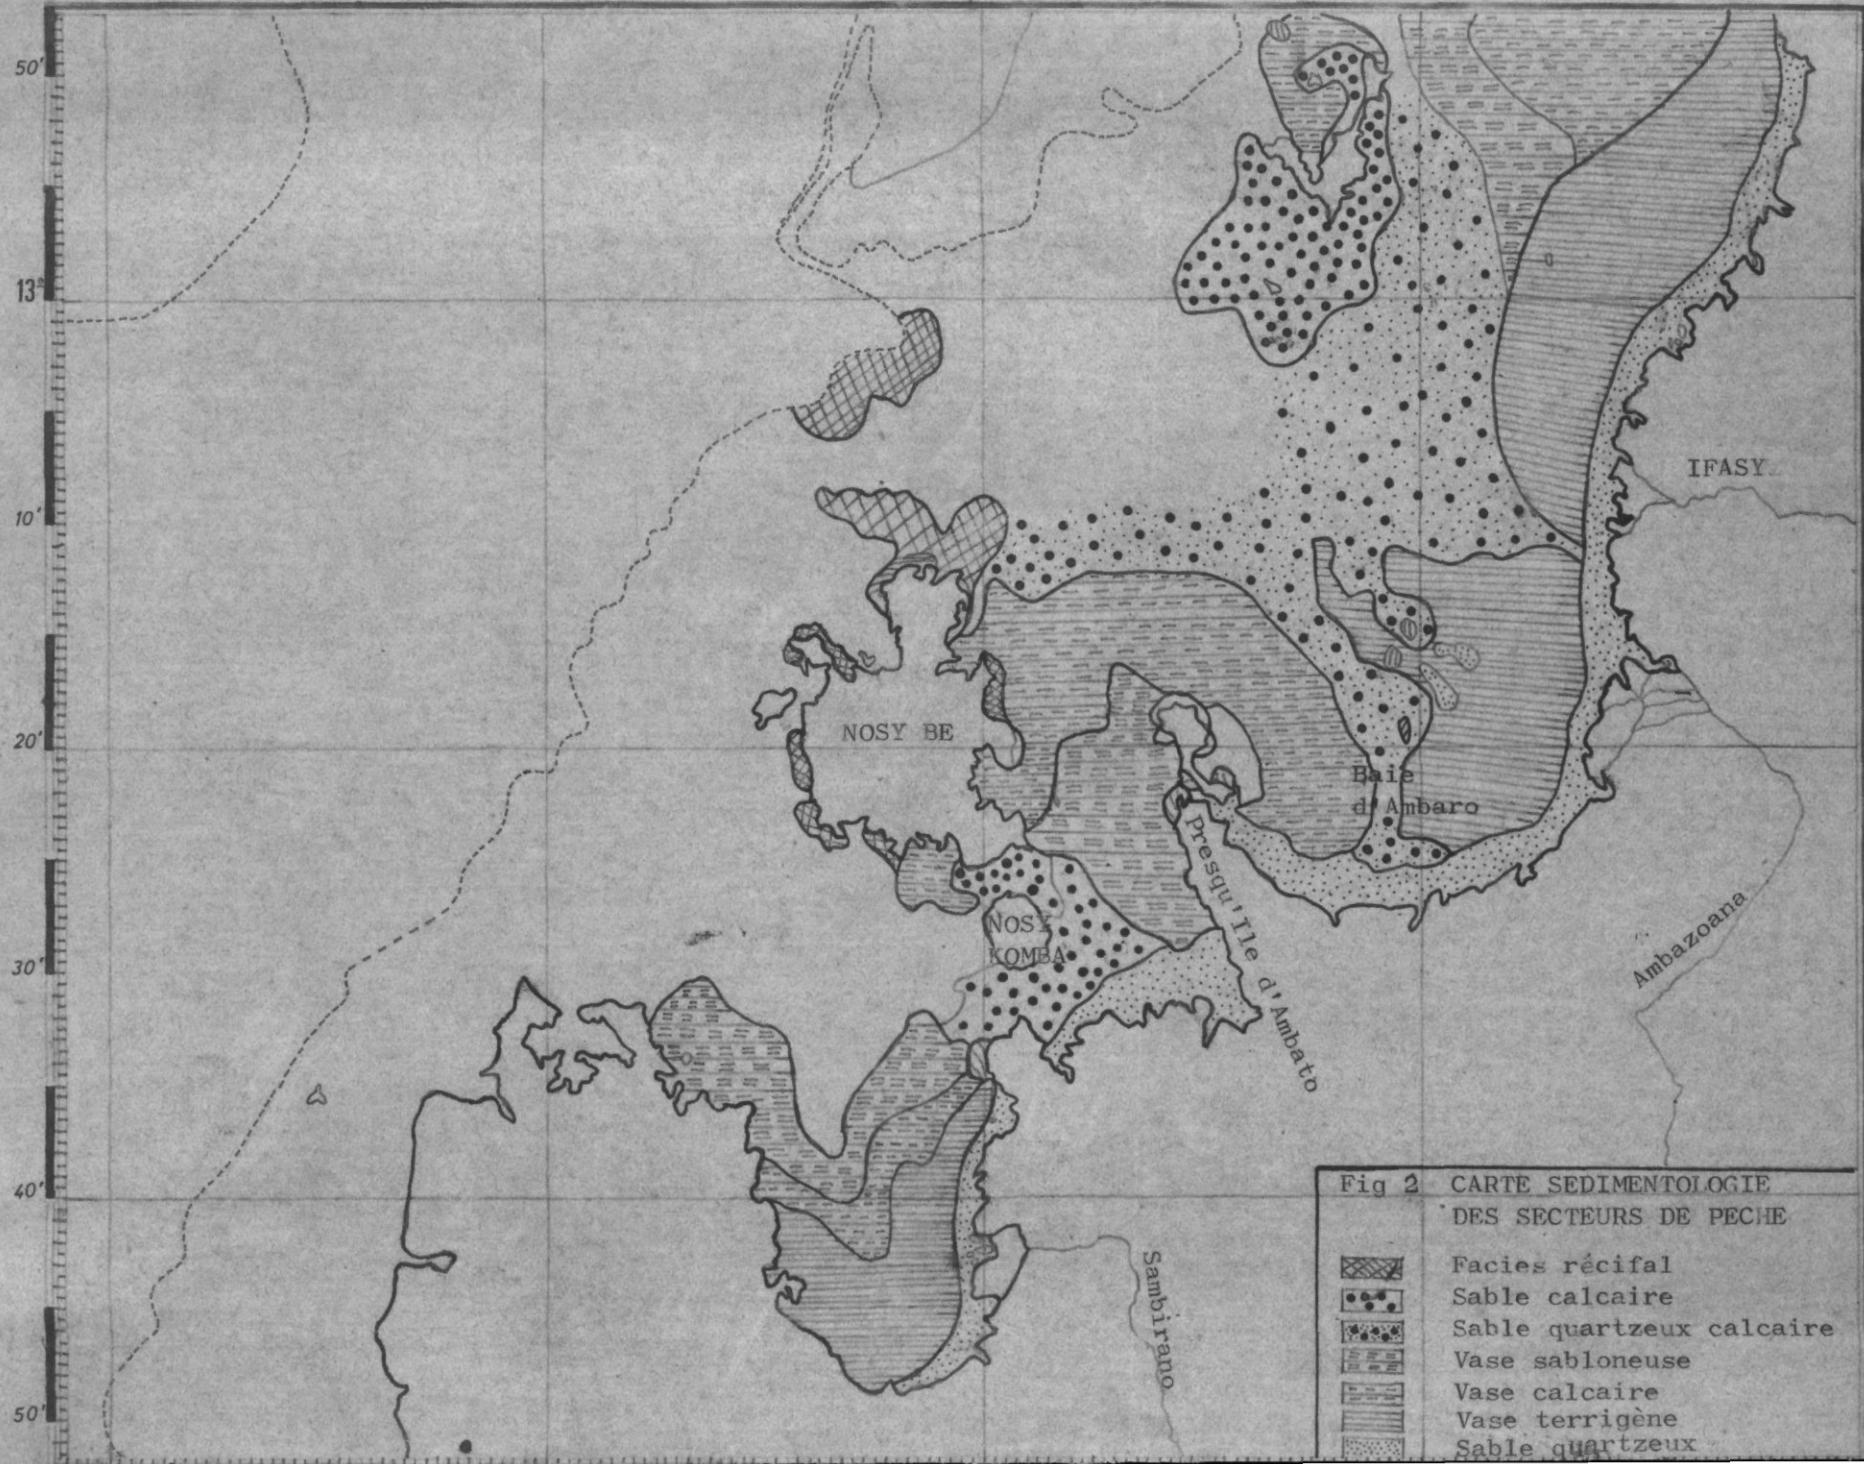 50'
13°
10'
20'
30'
40'
50'
IFASY
NOSY BE
Baie
d'Ambaro
Presqu'Ile d'Ambato
NOSY
KOMBA
Ambazoana
Sambirano
Fig 2 CARTE SEDIMENTOLOGIE
DES SECTEURS DE PECHE
Facies récifal
Sable calcaire
Sable quartzeux calcaire
Vase sabloneuse
Vase calcaire
Vase terrigène
Sable quartzeux